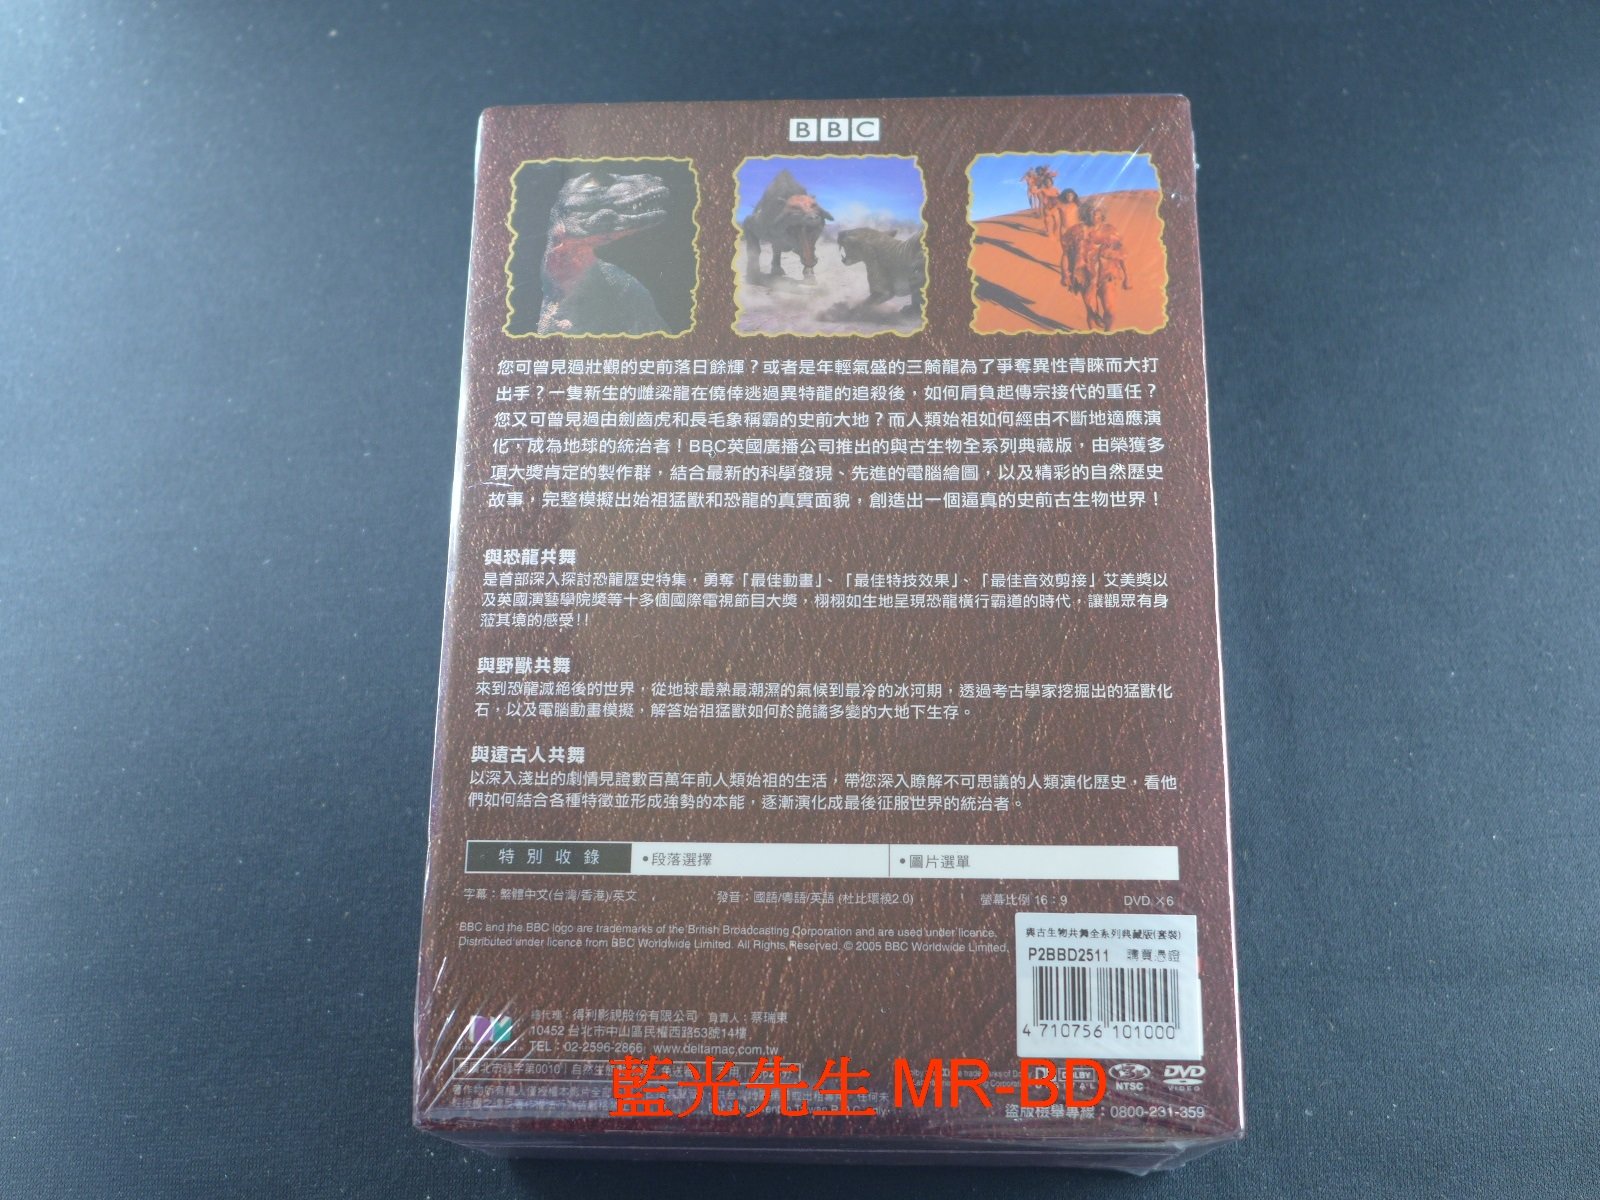 BBC
您可曾見過壯觀的史前落日餘輝？或者是年輕氣盛的三觭龍為了爭奪異性青睞而大打
出手？一隻新生的雌梁龍在僥倖逃過異特龍的追殺後，如何肩負起傳宗接代的重任？
您又可曾見過由劍齒虎和長毛象稱霸的史前大地？而人類始祖如何經由不斷地適應演
化，成為地球的統治者！BBC英國廣播公司推出的與古生物全系列典藏版，由榮獲多
項大獎肯定的製作群，結合最新的科學發現、先進的電腦繪圖，以及精彩的自然歷史
故事，完整模擬出始祖猛獸和恐龍的真實面貌，創造出一個逼真的史前古生物世界！
與恐龍共舞
是首部深入探討恐龍歷史特集，勇奪「最佳動畫」、「最佳特技效果」、「最佳音效剪接」艾美獎以
及英國演藝學院獎等十多個國際電視節目大獎，栩栩如生地呈現恐龍橫行霸道的時代，讓觀眾有身
蒞其境的感受!!
與野獸共舞
來到恐龍滅絕後的世界，從地球最熱最潮濕的氣候到最冷的冰河期，透過考古學家挖掘出的猛獸化
石，以及電腦動畫模擬，解答始祖猛獸如何於詭譎多變的大地下生存。
與遠古人共舞
以深入淺出的劇情見證數百萬年前人類始祖的生活，帶您深入瞭解不可思議的人類演化歷史，看他
們如何結合各種特徵並形成強勢的本能，逐漸演化成最後征服世界的統治者。
特別收錄 •段落選擇 •圖片選單
字幕：繁體中文(台灣/香港)/英文 發音：國語/粵語/英語 (杜比環繞2.0) 螢幕比例 16：9 DVD ×6
BBC and the BBC logo are trademarks of the British Broadcasting Corporation and are used under licence.
Distributed under licence from BBC Worldwide Limited. All Rights Reserved. © 2005 BBC Worldwide Limited.
與古生物共舞全系列典藏版(套裝)
P2BBD2511 購買憑證
4 710756 101000
總代理：得利影視股份有限公司 負責人：蔡瑞東
10452 台北市中山區民權西路53號14樓
TEL：02-2596-2866 www.deltamac.com.tw
藍光先生 MR-BD
DOLBY
3 NTSC
DVD VIDEO
盜版檢舉專線：0800-231-359